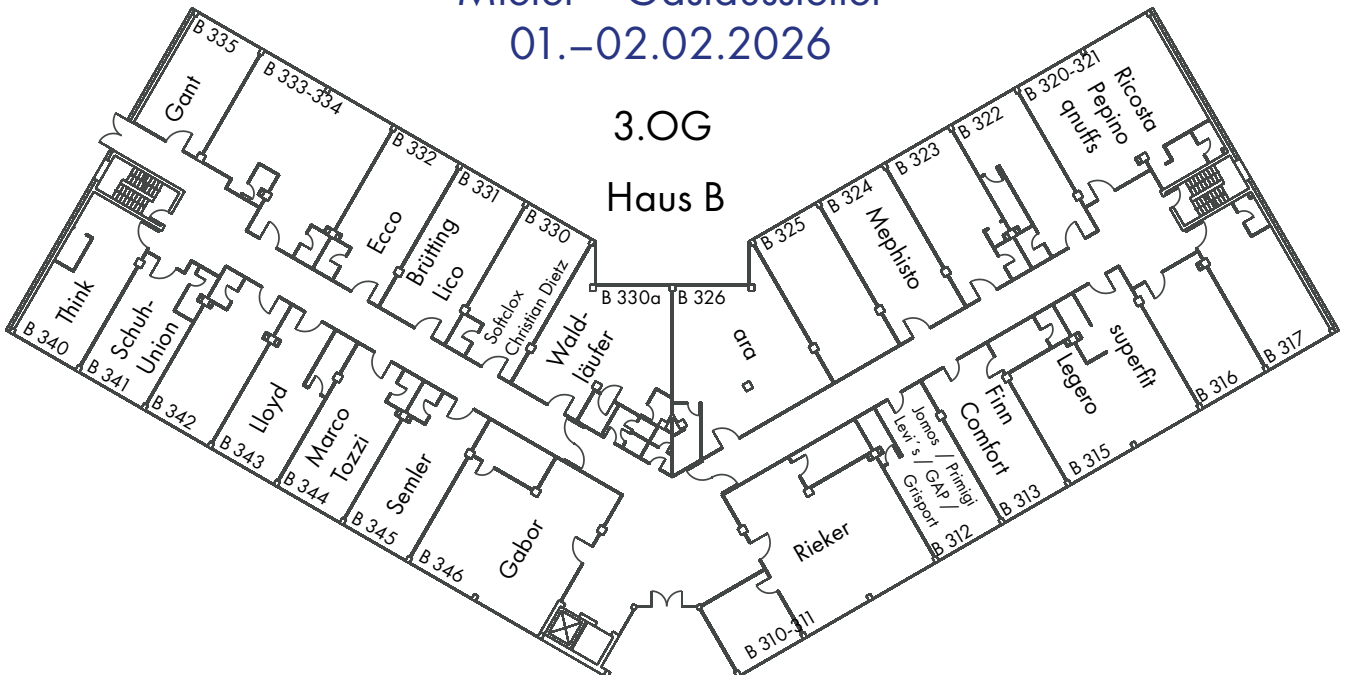 Mieter – Gastaussteller
01.–02.02.2026
3.OG
Haus B
B 335
Gant
B 333-334
B 332
Ecco
B 331
Brütting
Lico
B 330
Softclox
Christian Dietz
B 330a
Wald-
läufer
B 326
ara
B 325
B 324
Mephisto
B 323
B 322
B 320-321
Ricosta
Pepino
qnuffs
B 340
Think
B 341
Schuh-
Union
B 342
B 343
Lloyd
B 344
Marco
Tozzi
B 345
Semler
B 346
Gabor
B 310-311
Rieker
B 312
Jomos / Primigi
Levi´s / GAP /
Grisport
B 313
Finn
Comfort
B 315
Legero
superfit
B 316
B 317